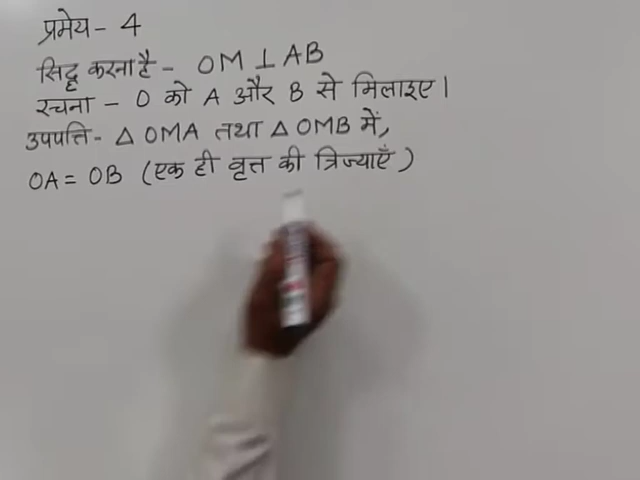 प्रमेय - 4
सिद्ध करना है - OM ⊥ AB
रचना - O को A और B से मिलाइए।
उपपत्ति - △ OMA तथा △ OMB में,
OA = OB (एक ही वृत्त की त्रिज्याएँ)